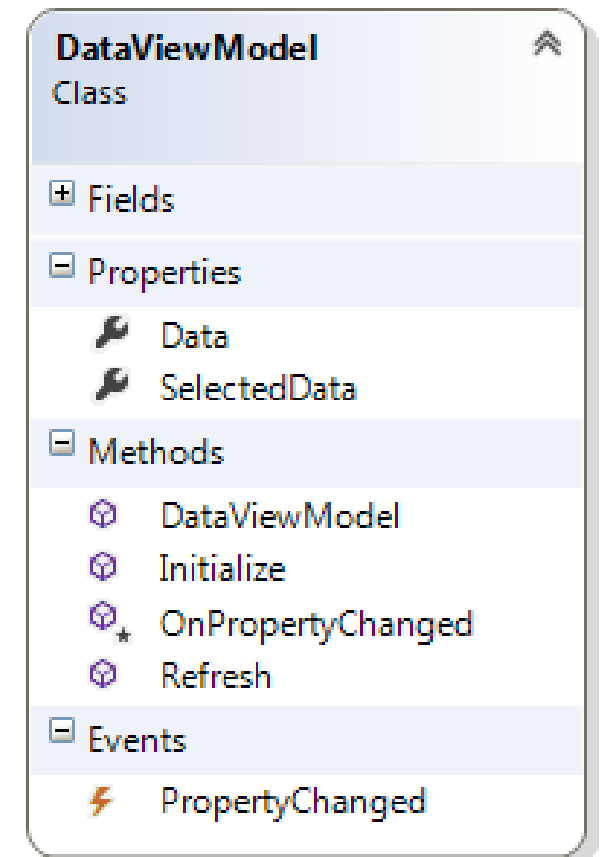 DataViewModel
Class
Fields
Properties
Data
SelectedData
Methods
DataViewModel
Initialize
OnPropertyChanged
Refresh
Events
PropertyChanged